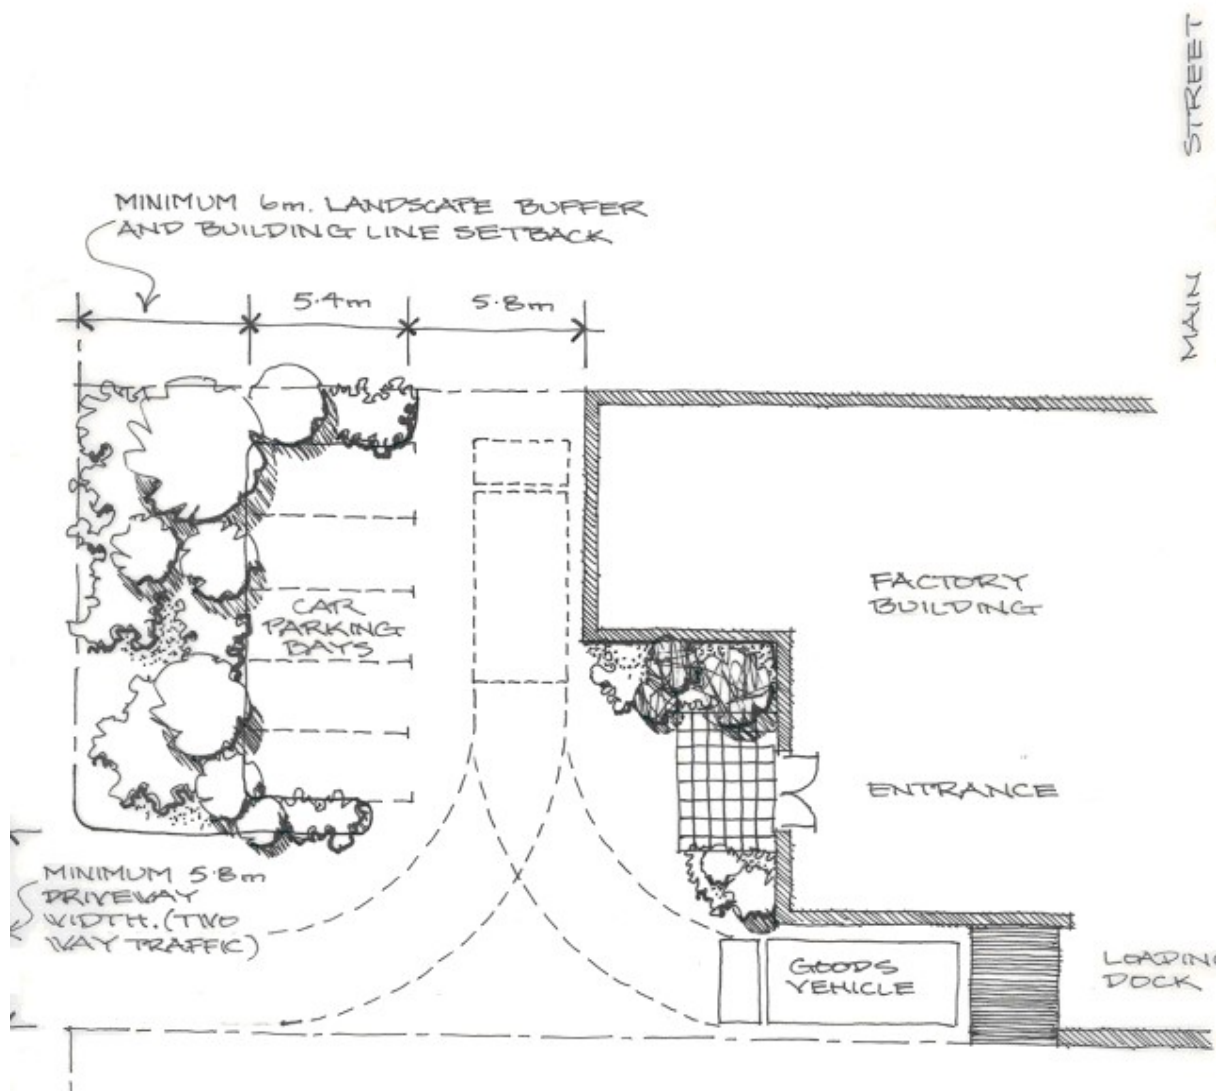 MAIN STREET
MINIMUM 6m. LANDSCAPE BUFFER
AND BUILDING LINE SETBACK
5.4m
5.8m
FACTORY
BUILDING
CAR
PARKING
BAYS
ENTRANCE
MINIMUM 5.8m
DRIVEWAY
WIDTH. (TWO
WAY TRAFFIC)
GOODS
VEHICLE
LOADING
DOCK